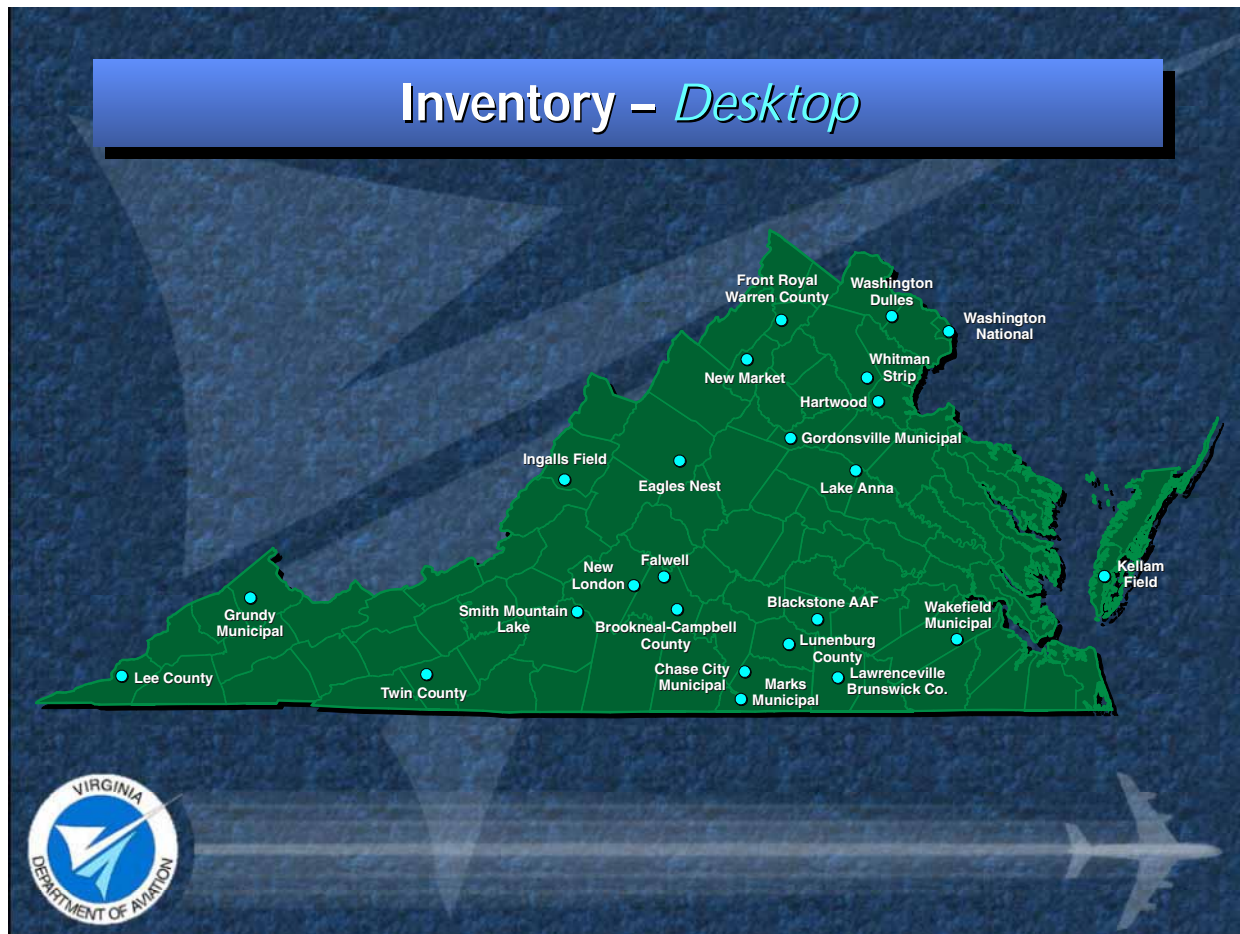 Inventory – Desktop
Front Royal
Warren County
Washington
Dulles
Washington
National
New Market
Whitman
Strip
Hartwood
Gordonsville Municipal
Ingalls Field
Eagles Nest
Lake Anna
Falwell
New
London
Kellam
Field
Grundy
Municipal
Smith Mountain
Lake
Brookneal-Campbell
County
Blackstone AAF
Wakefield
Municipal
Lunenburg
County
Chase City
Municipal
Marks
Municipal
Lawrenceville
Brunswick Co.
Lee County
Twin County
VIRGINIA
DEPARTMENT OF AVIATION